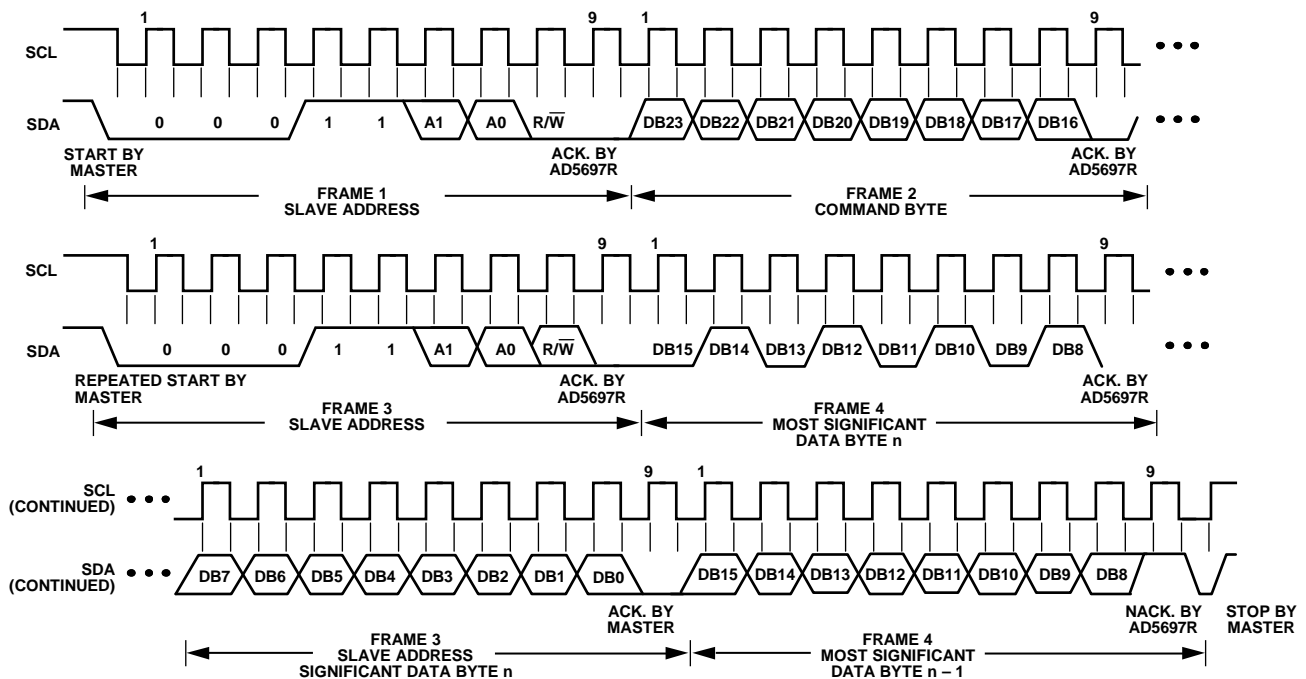 1 9 1 9
SCL
SDA 0 0 0 1 1 A1 A0 R/W DB23 DB22 DB21 DB20 DB19 DB18 DB17 DB16
START BY
MASTER
ACK. BY
AD5697R
ACK. BY
AD5697R
FRAME 1
SLAVE ADDRESS
FRAME 2
COMMAND BYTE
1 9 1 9
SCL
SDA 0 0 0 1 1 A1 A0 R/W DB15 DB14 DB13 DB12 DB11 DB10 DB9 DB8
REPEATED START BY
MASTER
ACK. BY
AD5697R
ACK. BY
AD5697R
FRAME 3
SLAVE ADDRESS
FRAME 4
MOST SIGNIFICANT
DATA BYTE n
1 9 1 9
SCL
(CONTINUED)
SDA
(CONTINUED)
DB7 DB6 DB5 DB4 DB3 DB2 DB1 DB0 DB15 DB14 DB13 DB12 DB11 DB10 DB9 DB8
ACK. BY
MASTER
NACK. BY
AD5697R
STOP BY
MASTER
FRAME 3
SLAVE ADDRESS
SIGNIFICANT DATA BYTE n
FRAME 4
MOST SIGNIFICANT
DATA BYTE n – 1